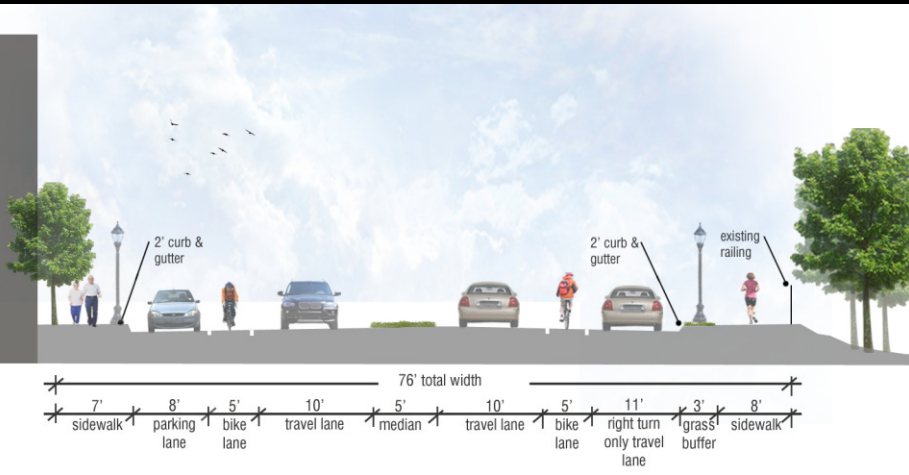 2' curb &
gutter
2' curb &
gutter
existing
railing
76' total width
7'
sidewalk
8'
parking
lane
5'
bike
lane
10'
travel lane
5'
median
10'
travel lane
5'
bike
lane
11'
right turn
only travel
lane
3'
grass
buffer
8'
sidewalk